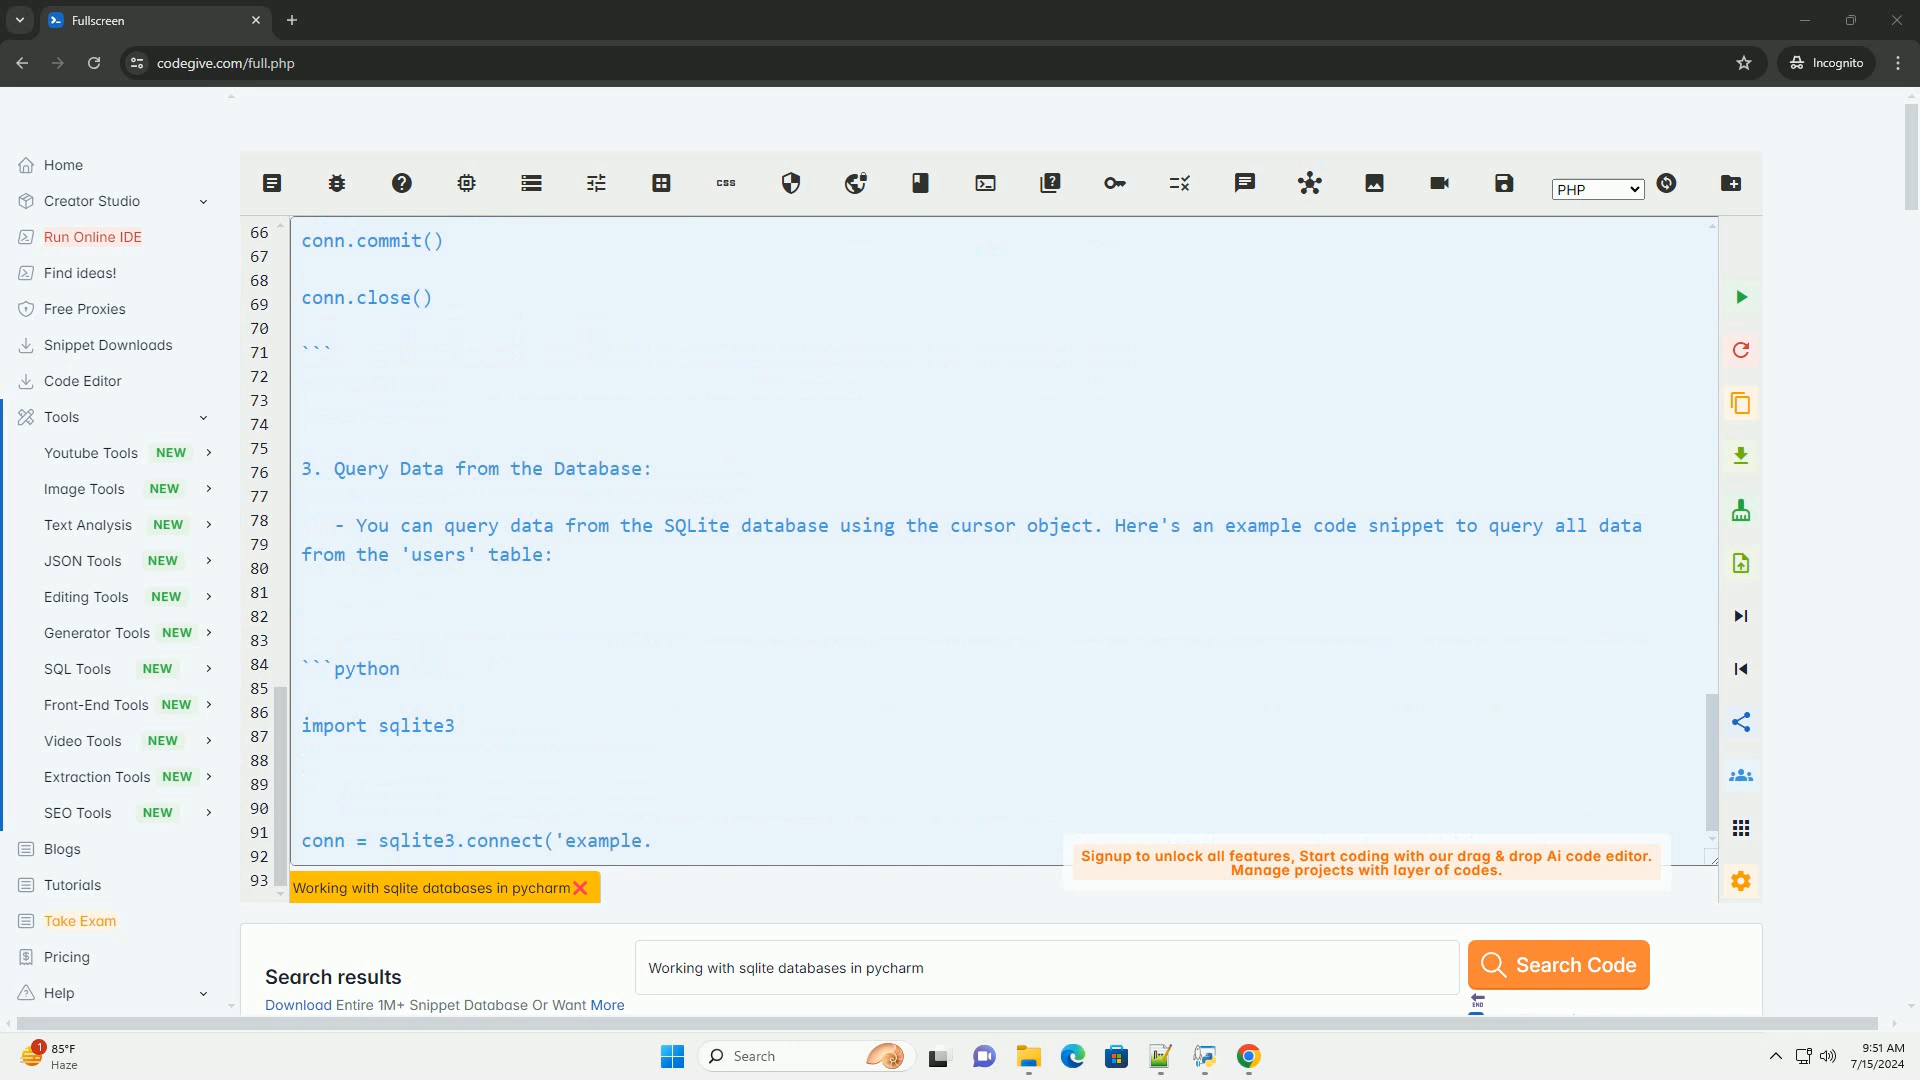 Fullscreen
codegive.com/full.php
Incognito
Home
Creator Studio
Run Online IDE
Find ideas!
Free Proxies
Snippet Downloads
Code Editor
Tools
Youtube Tools NEW
Image Tools NEW
Text Analysis NEW
JSON Tools NEW
Editing Tools NEW
Generator Tools NEW
SQL Tools NEW
Front-End Tools NEW
Video Tools NEW
Extraction Tools NEW
SEO Tools NEW
Blogs
Tutorials
Take Exam
Pricing
Help
css
PHP
66
67
68
69
70
71
72
73
74
75
76
77
78
79
80
81
82
83
84
85
86
87
88
89
90
91
92
93
conn.commit()
conn.close()
```
3. Query Data from the Database:
- You can query data from the SQLite database using the cursor object. Here's an example code snippet to query all data
from the 'users' table:
```python
import sqlite3
conn = sqlite3.connect('example.
Signup to unlock all features, Start coding with our drag & drop Ai code editor.
Manage projects with layer of codes.
Working with sqlite databases in pycharm
Search results
Working with sqlite databases in pycharm
Search Code
Download Entire 1M+ Snippet Database Or Want More
END
1
85°F
Haze
Search
9:51 AM
7/15/2024